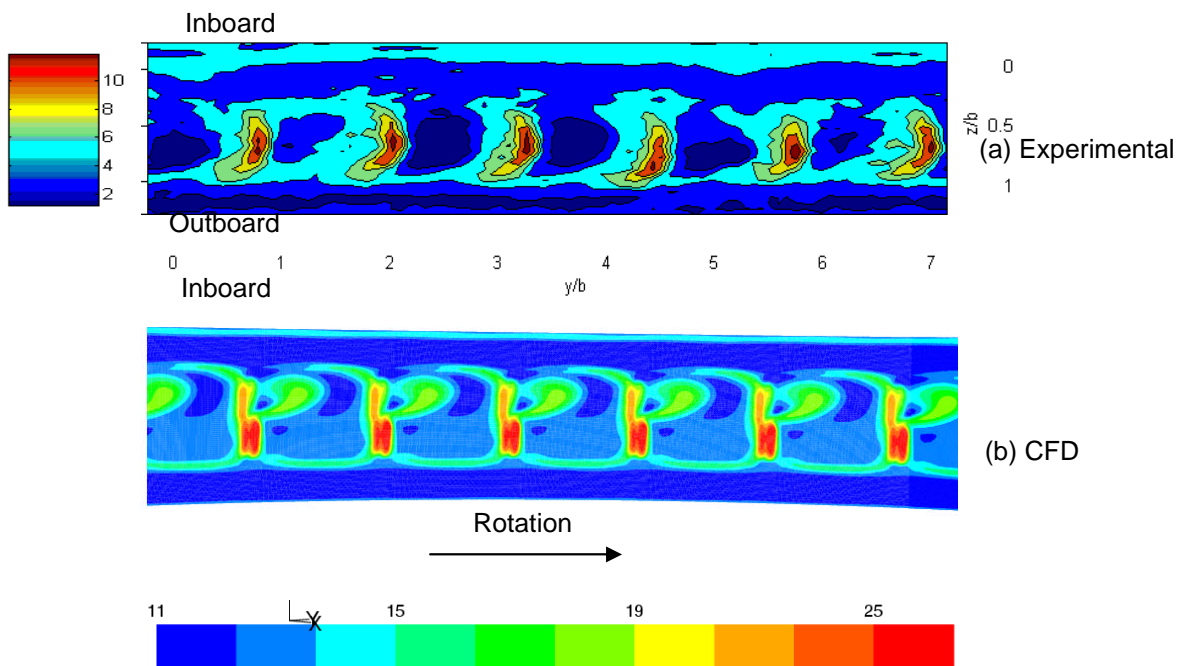 Inboard
10
8
6
4
2
0
0.5
1
z/b
(a) Experimental
Outboard
0 1 2 3 4 5 6 7
y/b
Inboard
(b) CFD
Rotation
X
11 15 19 25